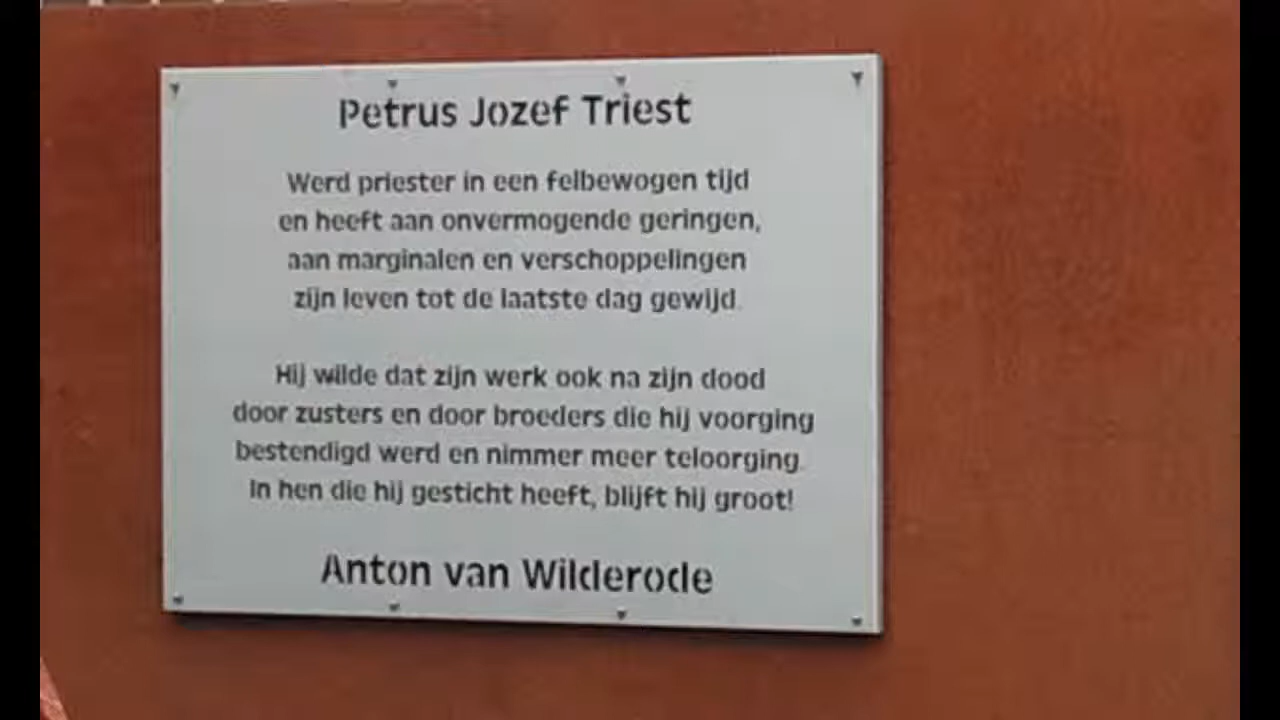 Petrus Jozef Triest
Werd priester in een felbewogen tijd
en heeft aan onvermogende geringen,
aan marginalen en verschoppelingen
zijn leven tot de laatste dag gewijd.
Hij wilde dat zijn werk ook na zijn dood
door zusters en door broeders die hij voorging
bestendigd werd en nimmer meer teloorging.
In hen die hij gesticht heeft, blijft hij groot!
Anton van Wilderode